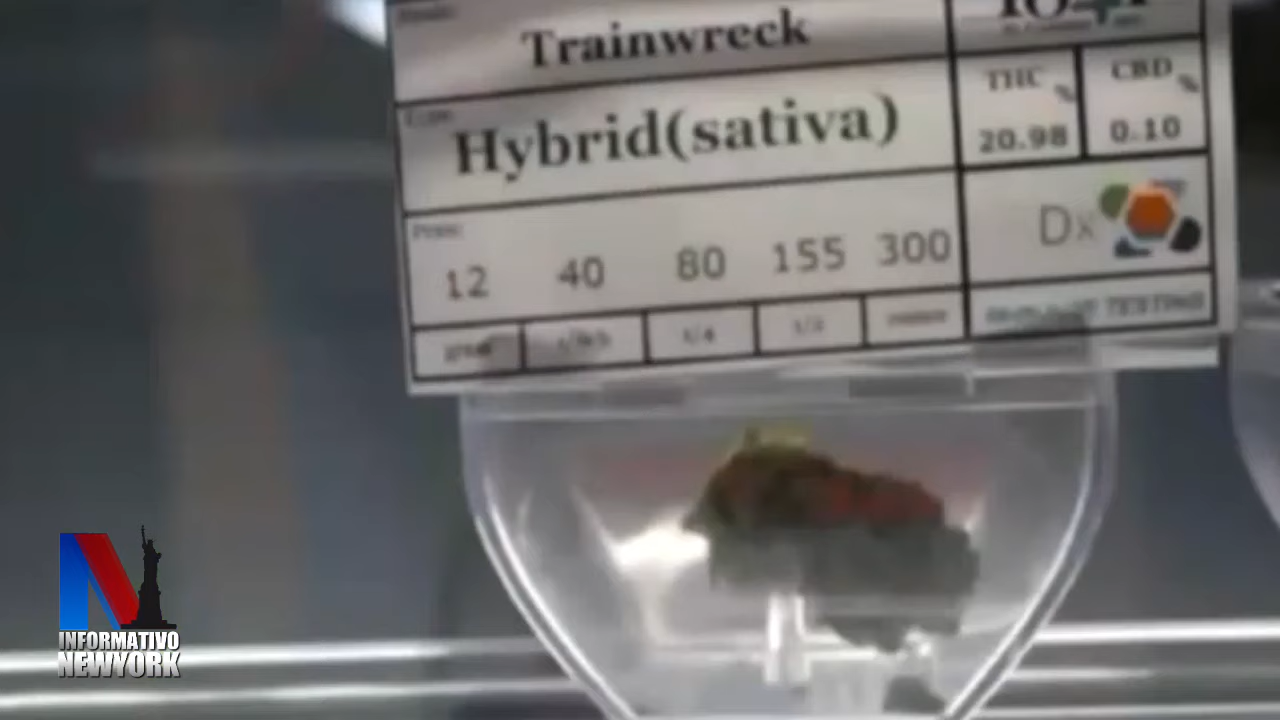 Trainwreck
THC %
CBD %
Hybrid(sativa)
20.98
0.10
12 40 80 155 300
Dx
1/4
1/2
TESTING
INFORMATIVO
NEWYORK